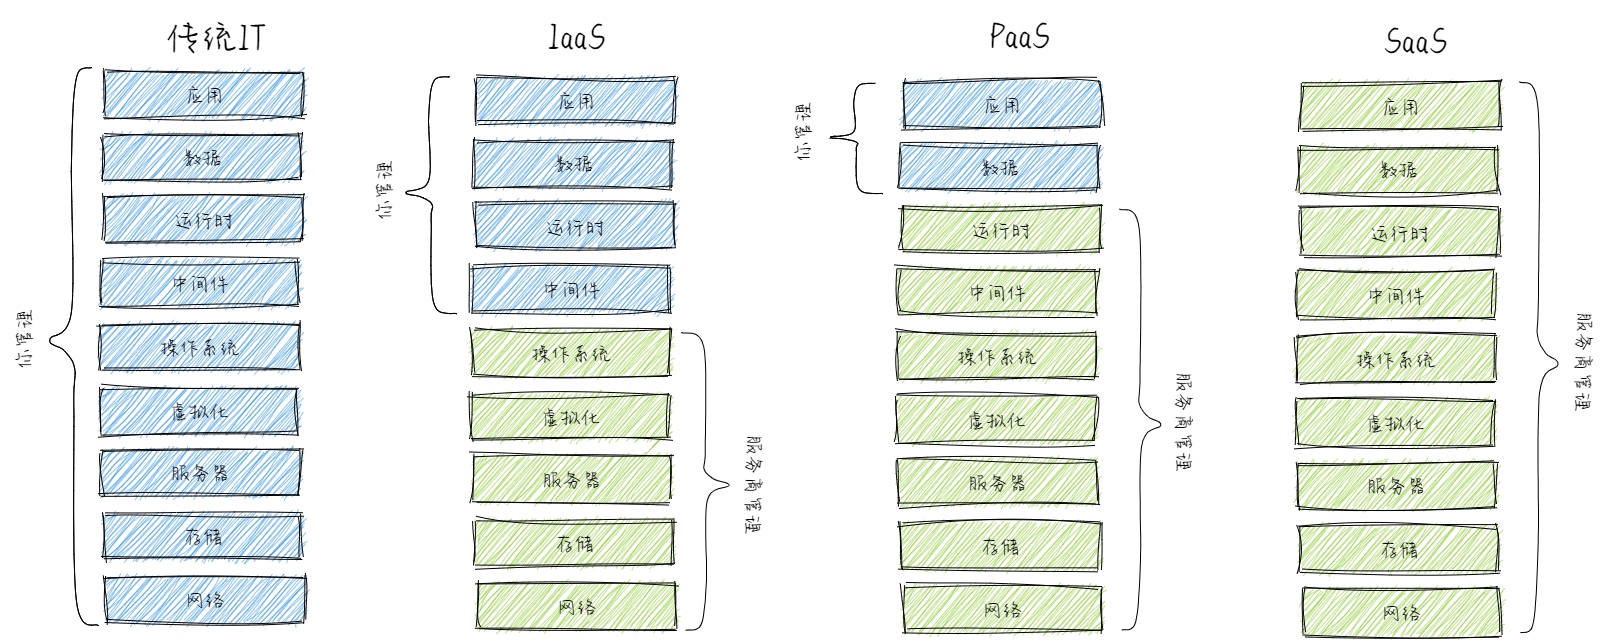 传统IT
应用
数据
运行时
中间件
操作系统
虚拟化
服务器
存储
网络
你管理
IaaS
应用
数据
运行时
中间件
操作系统
虚拟化
服务器
存储
网络
你管理
服务商管理
PaaS
应用
数据
运行时
中间件
操作系统
虚拟化
服务器
存储
网络
你管理
服务商管理
SaaS
应用
数据
运行时
中间件
操作系统
虚拟化
服务器
存储
网络
服务商管理